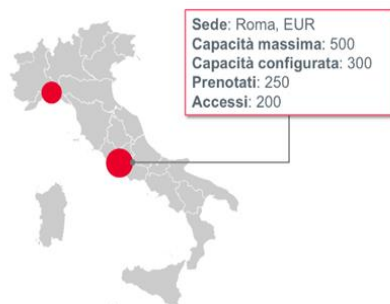 Sede: Roma, EUR
Capacità massima: 500
Capacità configurata: 300
Prenotati: 250
Accessi: 200